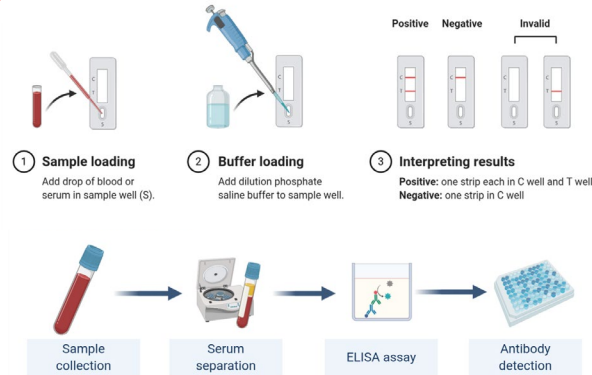 Positive Negative Invalid
C
T
S
C
T
S
C
T
S
C
T
S
C
T
S
C
T
S
1 Sample loading
Add drop of blood or
serum in sample well (S).
2 Buffer loading
Add dilution phosphate
saline buffer to sample well.
3 Interpreting results
Positive: one strip each in C well and T well
Negative: one strip in C well
Sample
collection
Serum
separation
ELISA assay
Antibody
detection